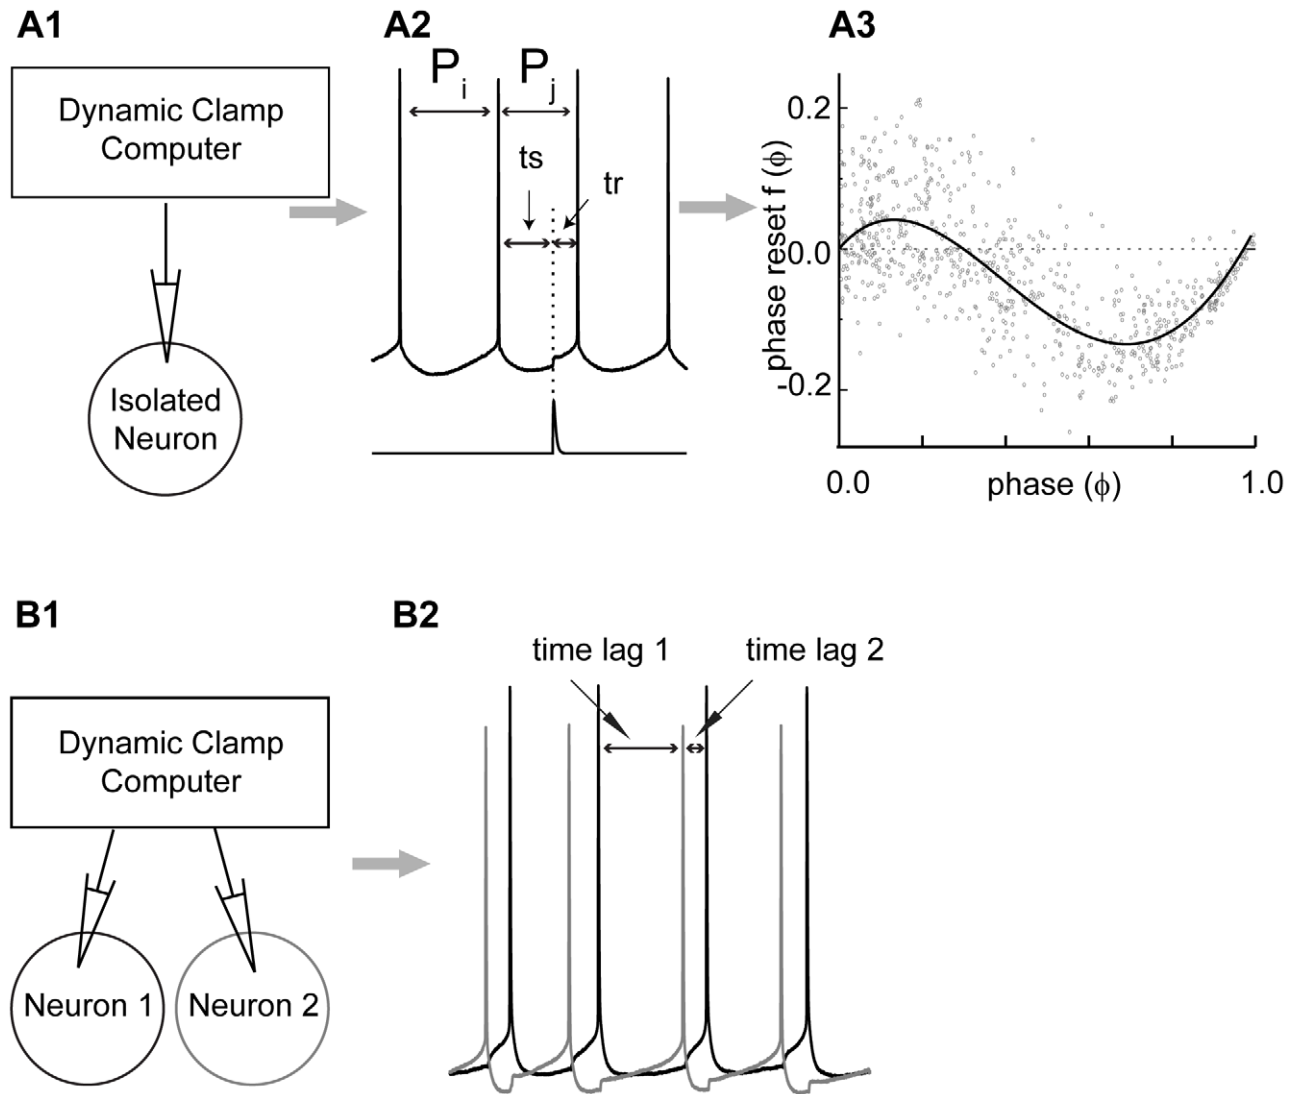 A1
Dynamic Clamp
Computer
Isolated
Neuron
A2
Pi
Pj
ts
tr
A3
phase reset f (ϕ)
0.2
0.0
-0.2
0.0
phase (ϕ)
1.0
B1
Dynamic Clamp
Computer
Neuron 1
Neuron 2
B2
time lag 1
time lag 2